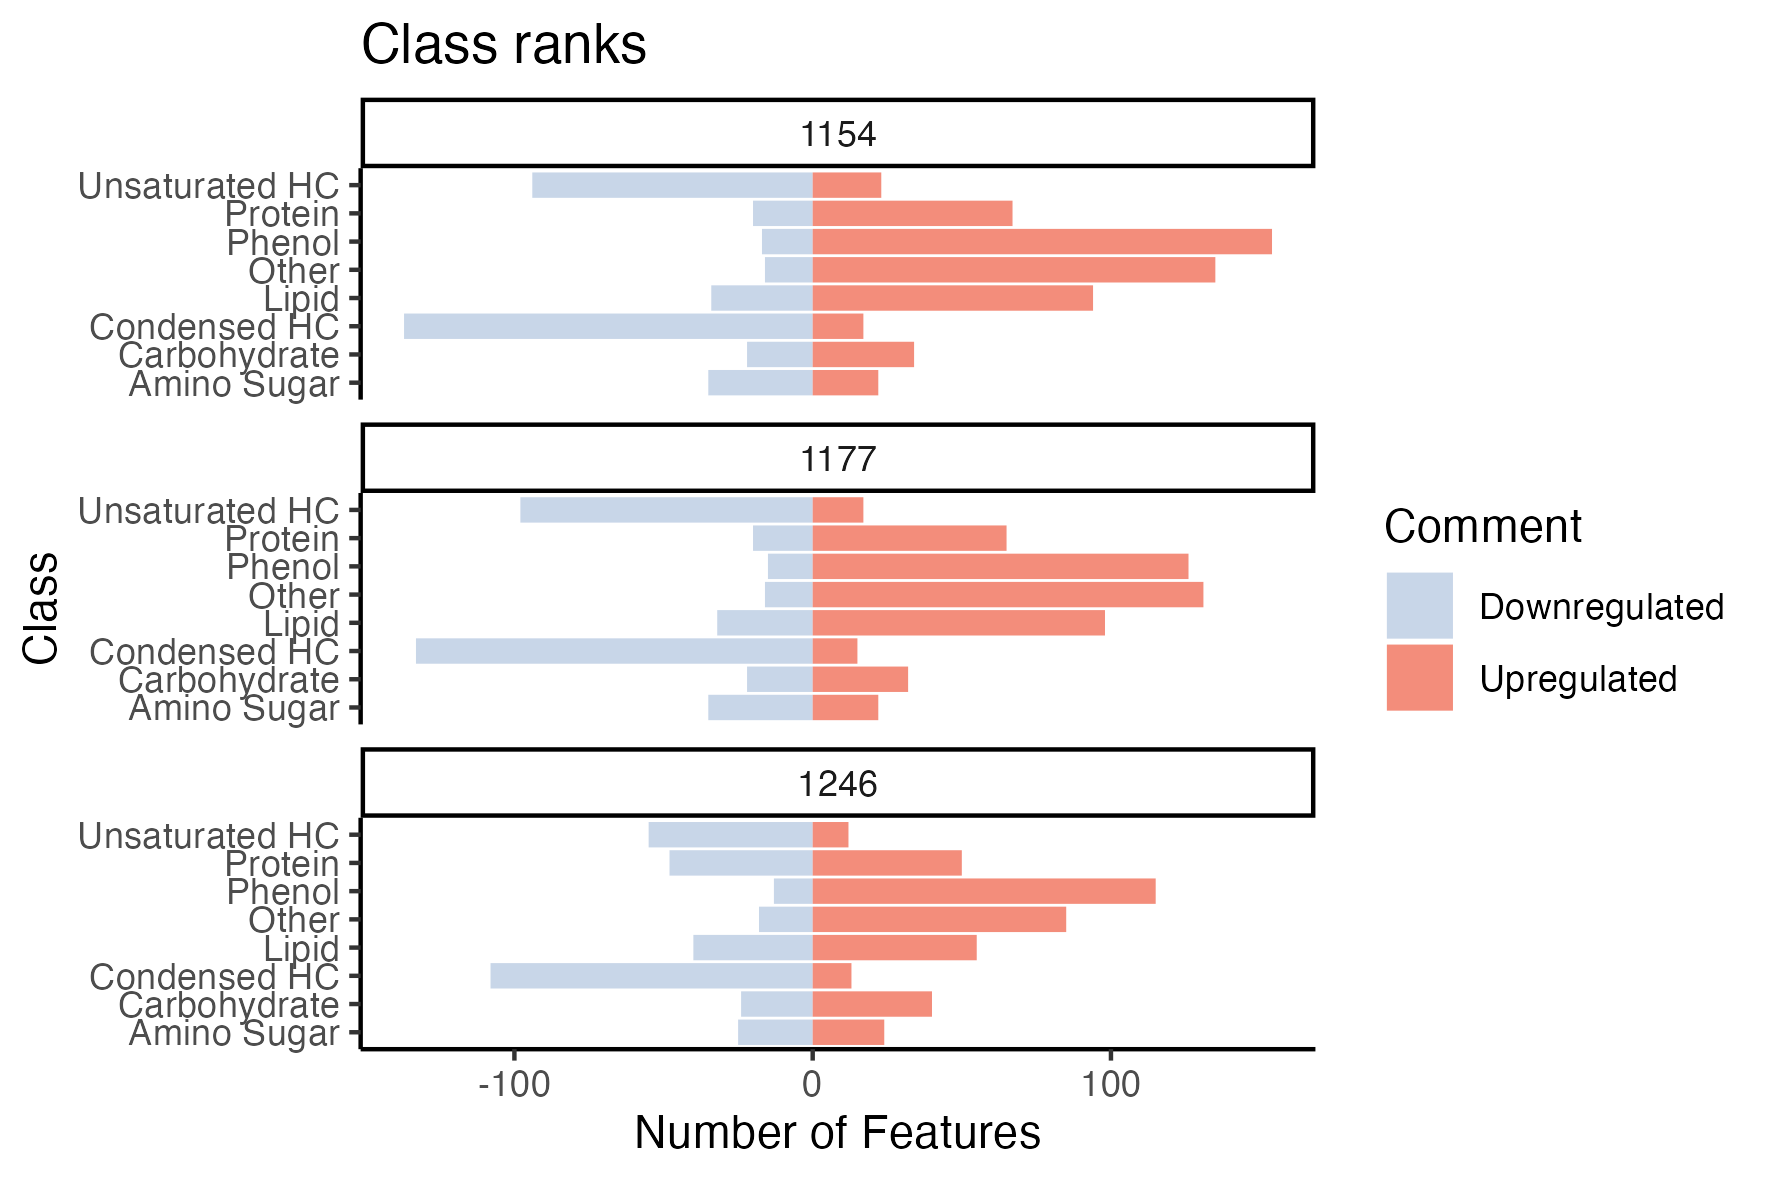 Class ranks
1154
Unsaturated HC
Protein
Phenol
Other
Lipid
Condensed HC
Carbohydrate
Amino Sugar
1177
Unsaturated HC
Protein
Phenol
Other
Lipid
Condensed HC
Carbohydrate
Amino Sugar
1246
Unsaturated HC
Protein
Phenol
Other
Lipid
Condensed HC
Carbohydrate
Amino Sugar
-100 0 100
Number of Features
Class
Comment
Downregulated
Upregulated